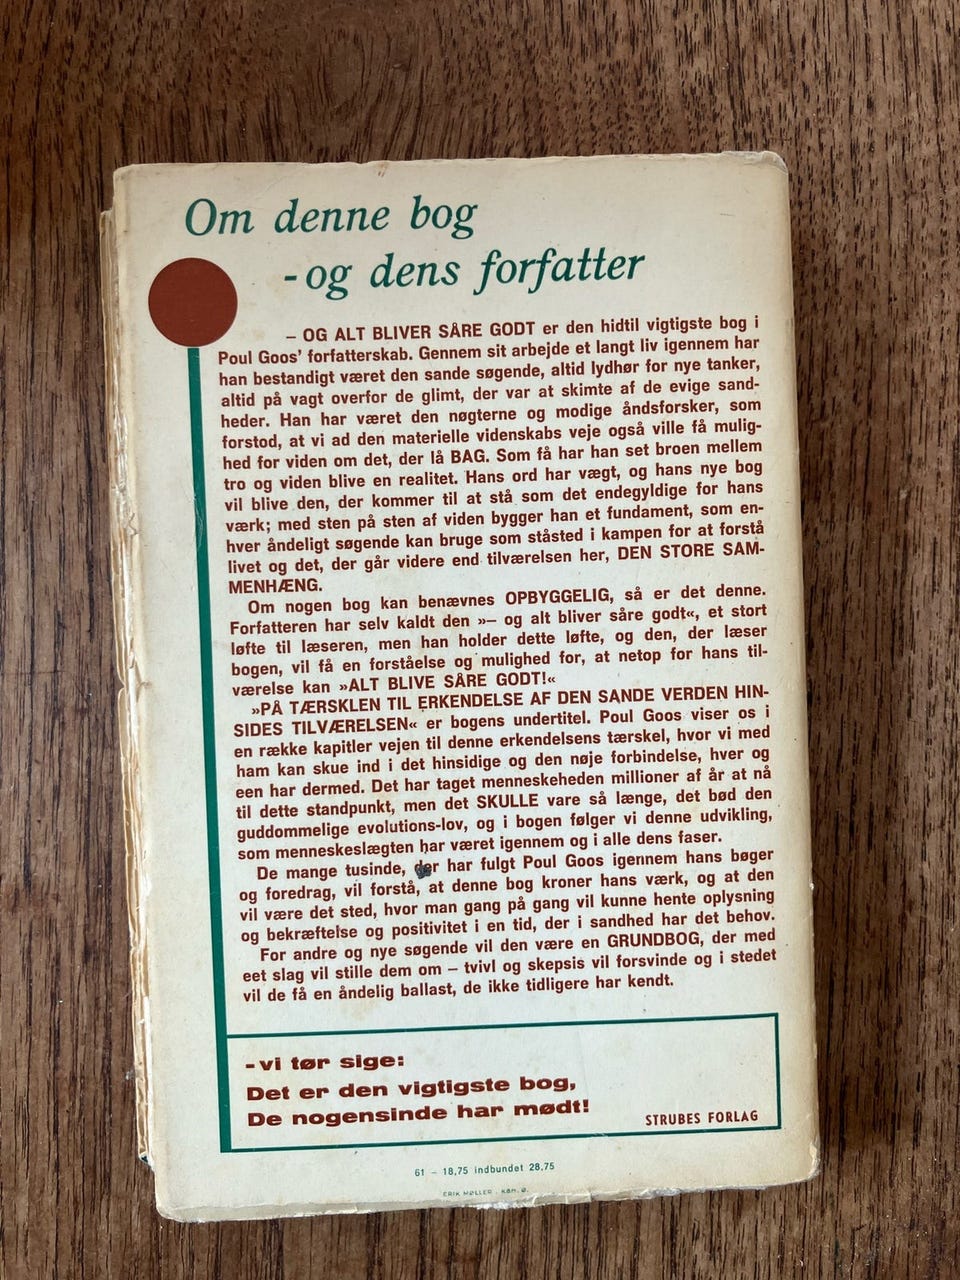 Om denne bog
- og dens forfatter
– OG ALT BLIVER SÅRE GODT er den hidtil vigtigste bog i
Poul Goos’ forfatterskab. Gennem sit arbejde et langt liv igennem har
han bestandigt været den sande søgende, altid lydhør for nye tanker,
altid på vagt overfor de glimt, der var at skimte af de evige sand-
heder. Han har været den nøgterne og modige åndsforsker, som
forstod, at vi ad den materielle videnskabs veje også ville få mulig-
hed for viden om det, der lå BAG. Som få har han set broen mellem
tro og viden blive en realitet. Hans ord har vægt, og hans nye bog
vil blive den, der kommer til at stå som det endegyldige for hans
værk; med sten på sten af viden bygger han et fundament, som en-
hver åndeligt søgende kan bruge som ståsted i kampen for at forstå
livet og det, der går videre end tilværelsen her, DEN STORE SAM-
MENHÆNG.
Om nogen bog kan benævnes OPBYGGELIG, så er det denne.
Forfatteren har selv kaldt den »– og alt bliver såre godt«, et stort
løfte til læseren, men han holder dette løfte, og den, der læser
bogen, vil få en forståelse og mulighed for, at netop for hans til-
værelse kan »ALT BLIVE SÅRE GODT!«
»PÅ TÆRSKLEN TIL ERKENDELSE AF DEN SANDE VERDEN HIN-
SIDES TILVÆRELSEN« er bogens undertitel. Poul Goos viser os i
en række kapitler vejen til denne erkendelsens tærskel, hvor vi med
ham kan skue ind i det hinsidige og den nøje forbindelse, hver og
een har dermed. Det har taget menneskeheden millioner af år at nå
til dette standpunkt, men det SKULLE vare så længe, det bød den
guddommelige evolutions-lov, og i bogen følger vi denne udvikling,
som menneskeslægten har været igennem og i alle dens faser.
De mange tusinde, der har fulgt Poul Goos igennem hans bøger
og foredrag, vil forstå, at denne bog kroner hans værk, og at den
vil være det sted, hvor man gang på gang vil kunne hente oplysning
og bekræftelse og positivitet i en tid, der i sandhed har det behov.
For andre og nye søgende vil den være en GRUNDBOG, der med
eet slag vil stille dem om – tvivl og skepsis vil forsvinde og i stedet
vil de få en åndelig ballast, de ikke tidligere har kendt.
- vi tør sige:
Det er den vigtigste bog,
De nogensinde har mødt!
STRUBES FORLAG
61 – 18,75 indbundet 28,75
ERIK MØLLER . KBH. Ø.